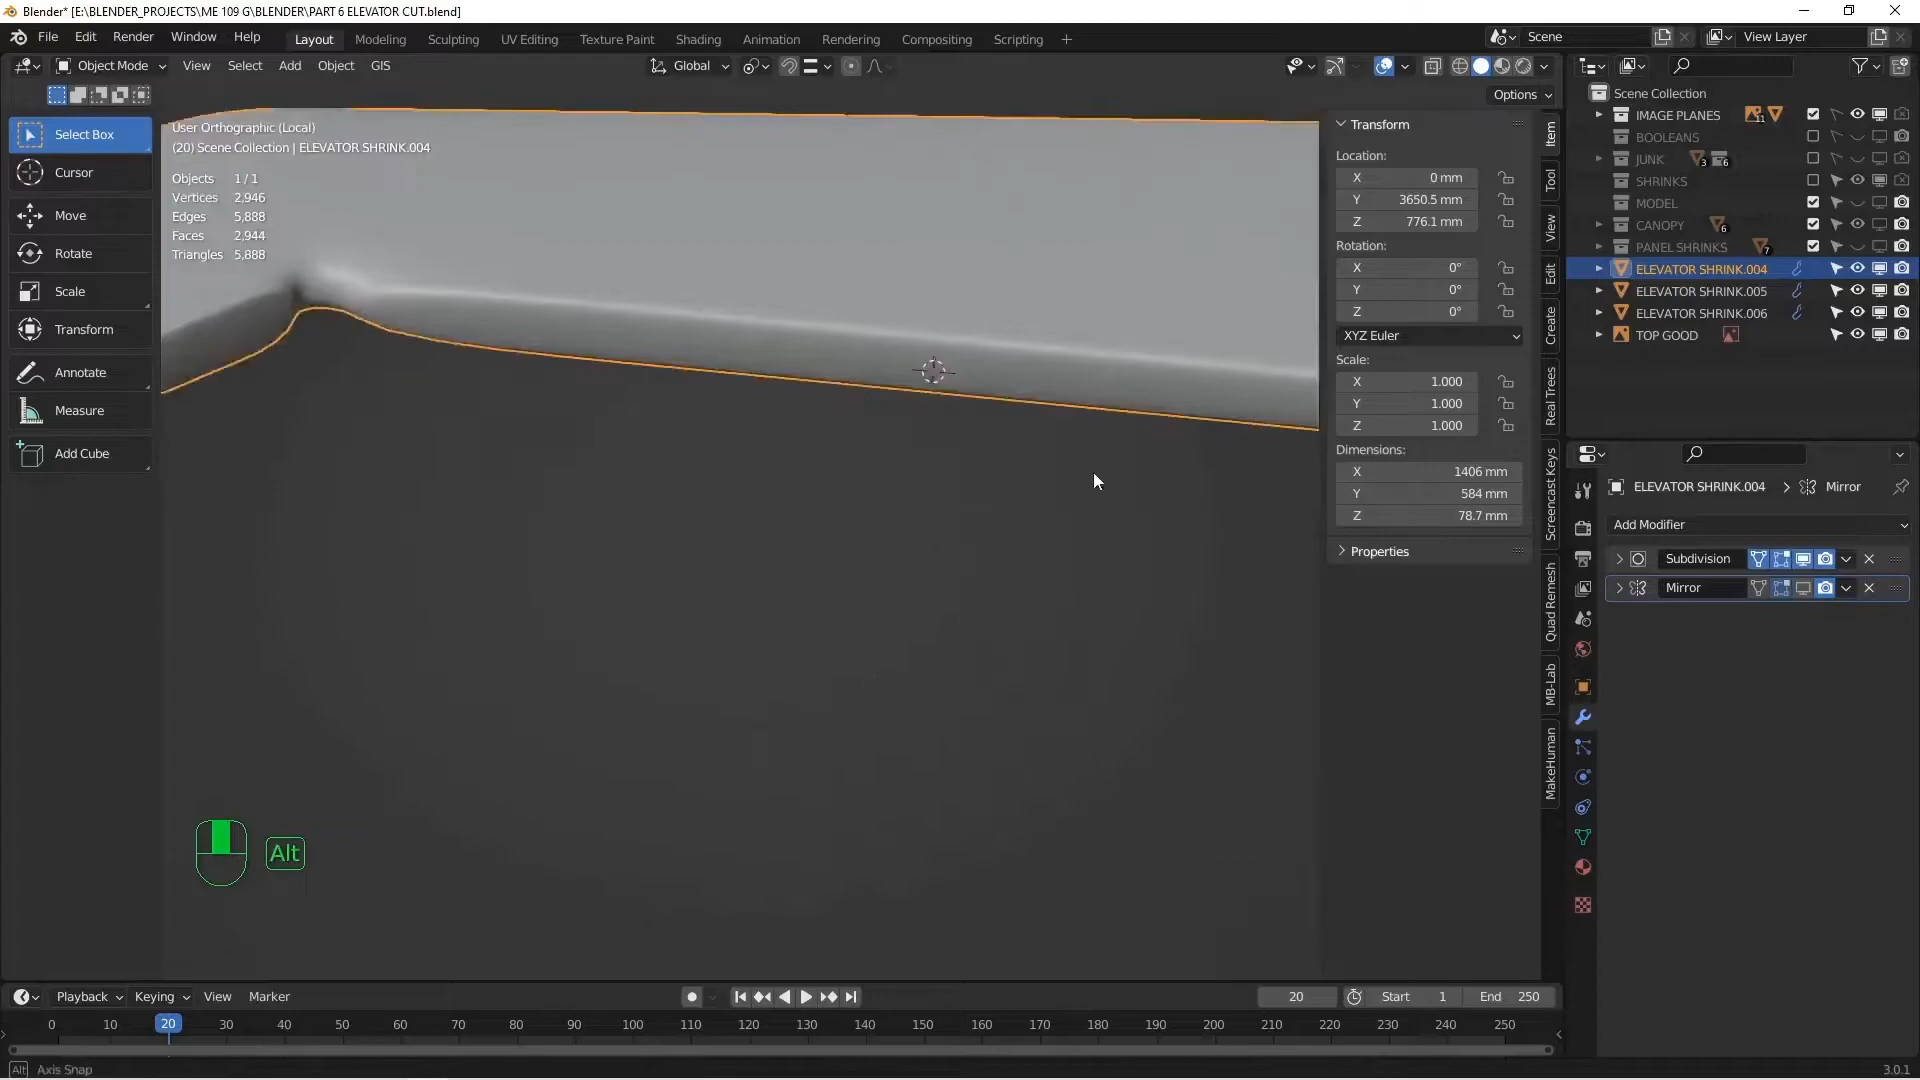 Blender* [E:\BLENDER_PROJECTS\ME 109 G\BLENDER\PART 6 ELEVATOR CUT.blend]
File Edit Render Window Help Layout Modeling Sculpting UV Editing Texture Paint Shading Animation Rendering Compositing Scripting + Scene View Layer
Object Mode View Select Add Object GIS Global
Options
Select Box
Cursor
Move
Rotate
Scale
Transform
Annotate
Measure
Add Cube
User Orthographic (Local)
(20) Scene Collection | ELEVATOR SHRINK.004
Objects 1 / 1
Vertices 2,946
Edges 5,888
Faces 2,944
Triangles 5,888
Transform
Location:
X 0 mm
Y 3650.5 mm
Z 776.1 mm
Rotation:
X 0°
Y 0°
Z 0°
XYZ Euler
Scale:
X 1.000
Y 1.000
Z 1.000
Dimensions:
X 1406 mm
Y 584 mm
Z 78.7 mm
Properties
Item
Tool
View
Edit
Create
Real Trees
Screencast Keys
Quad Remesh
MB-Lab
MakeHuman
Scene Collection
IMAGE PLANES 11
BOOLEANS
JUNK 3 6
SHRINKS
MODEL
CANOPY 6
PANEL SHRINKS 7
ELEVATOR SHRINK.004
ELEVATOR SHRINK.005
ELEVATOR SHRINK.006
TOP GOOD
ELEVATOR SHRINK.004 > Mirror
Add Modifier
Subdivision
Mirror
Alt
Playback Keying View Marker 20 Start 1 End 250
0 10 20 30 40 50 60 70 80 90 100 110 120 130 140 150 160 170 180 190 200 210 220 230 240 250
Alt Axis Snap 3.0.1